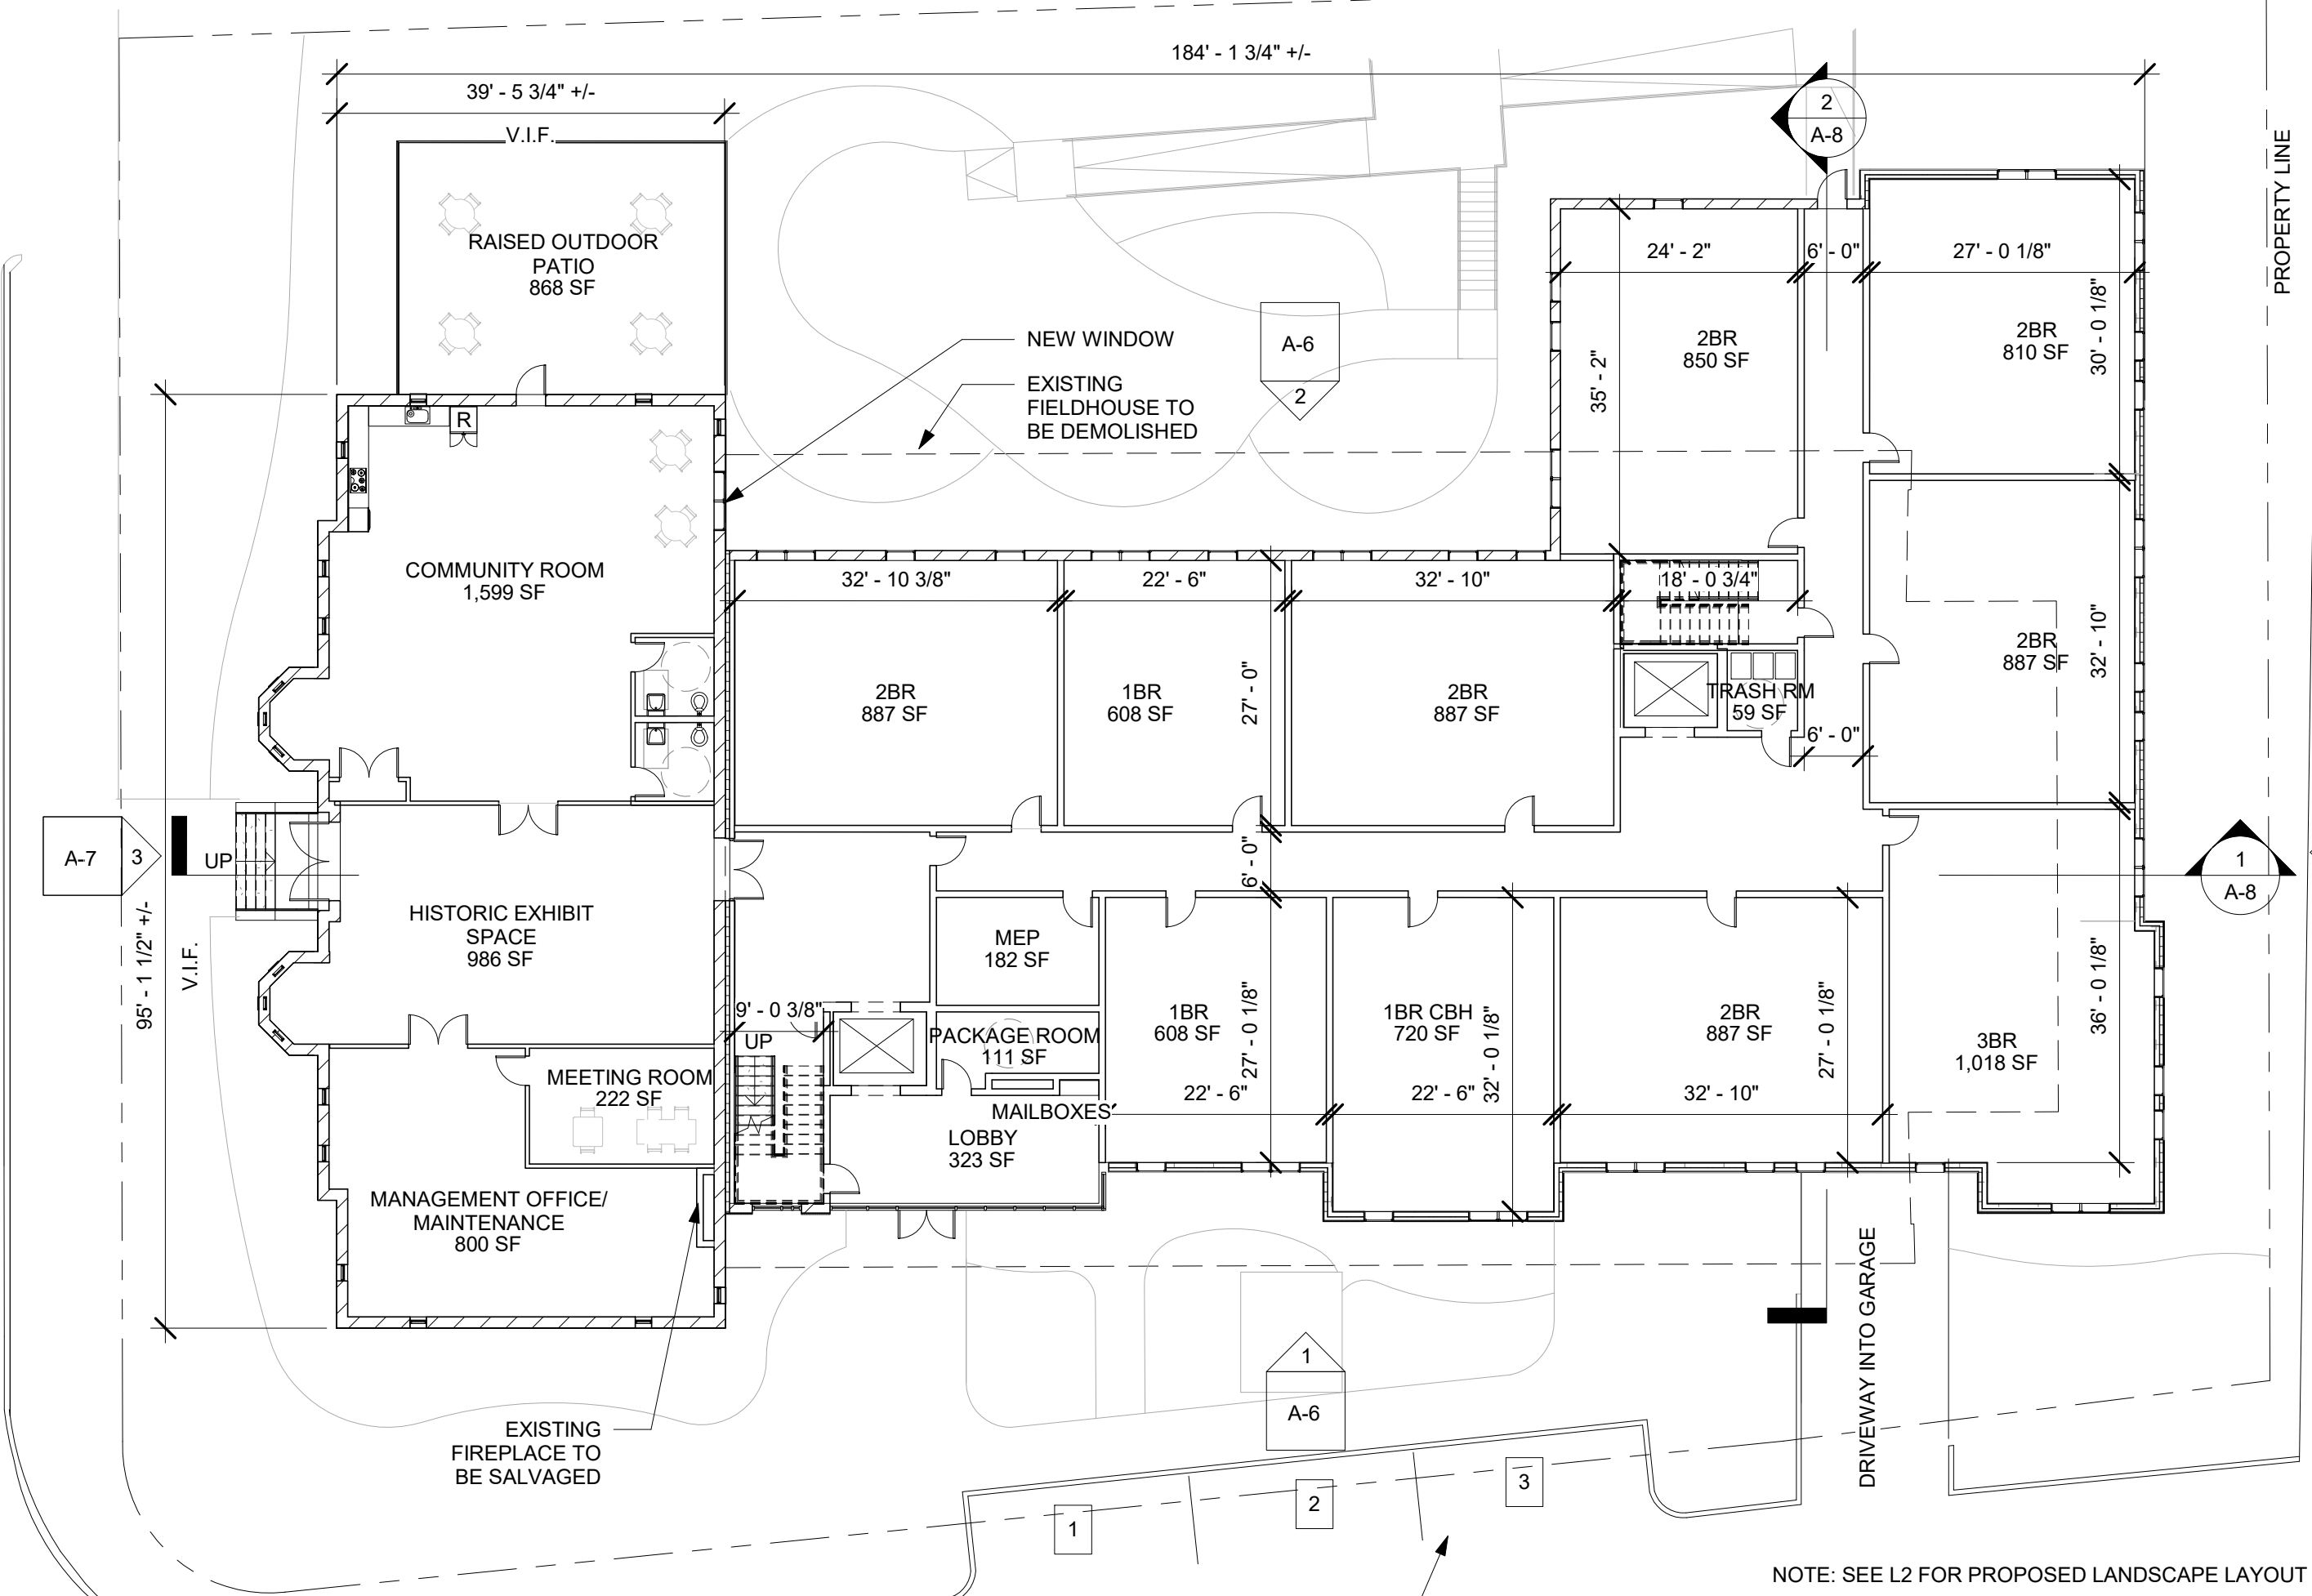 184' - 1 3/4" +/-
39' - 5 3/4" +/-
V.I.F.
2
A-8
PROPERTY LINE
RAISED OUTDOOR
PATIO
868 SF
24' - 2"
6' - 0"
27' - 0 1/8"
NEW WINDOW
A-6
2
EXISTING
FIELDHOUSE TO
BE DEMOLISHED
2BR
850 SF
35' - 2"
2BR
810 SF
30' - 0 1/8"
R
COMMUNITY ROOM
1,599 SF
32' - 10 3/8"
22' - 6"
32' - 10"
18' - 0 3/4"
2BR
887 SF
1BR
608 SF
27' - 0"
2BR
887 SF
TRASH RM
59 SF
6' - 0"
2BR
887 SF
32' - 10"
A-7
3
UP
6' - 0"
1
A-8
95' - 1 1/2" +/-
V.I.F.
HISTORIC EXHIBIT
SPACE
986 SF
MEP
182 SF
9' - 0 3/8"
UP
PACKAGE ROOM
111 SF
1BR
608 SF
27' - 0 1/8"
1BR CBH
720 SF
32' - 0 1/8"
2BR
887 SF
27' - 0 1/8"
3BR
1,018 SF
36' - 0 1/8"
MEETING ROOM
222 SF
MAILBOXES
22' - 6"
22' - 6"
32' - 10"
LOBBY
323 SF
MANAGEMENT OFFICE/
MAINTENANCE
800 SF
DRIVEWAY INTO GARAGE
1
A-6
EXISTING
FIREPLACE TO
BE SALVAGED
1
2
3
NOTE: SEE L2 FOR PROPOSED LANDSCAPE LAYOUT